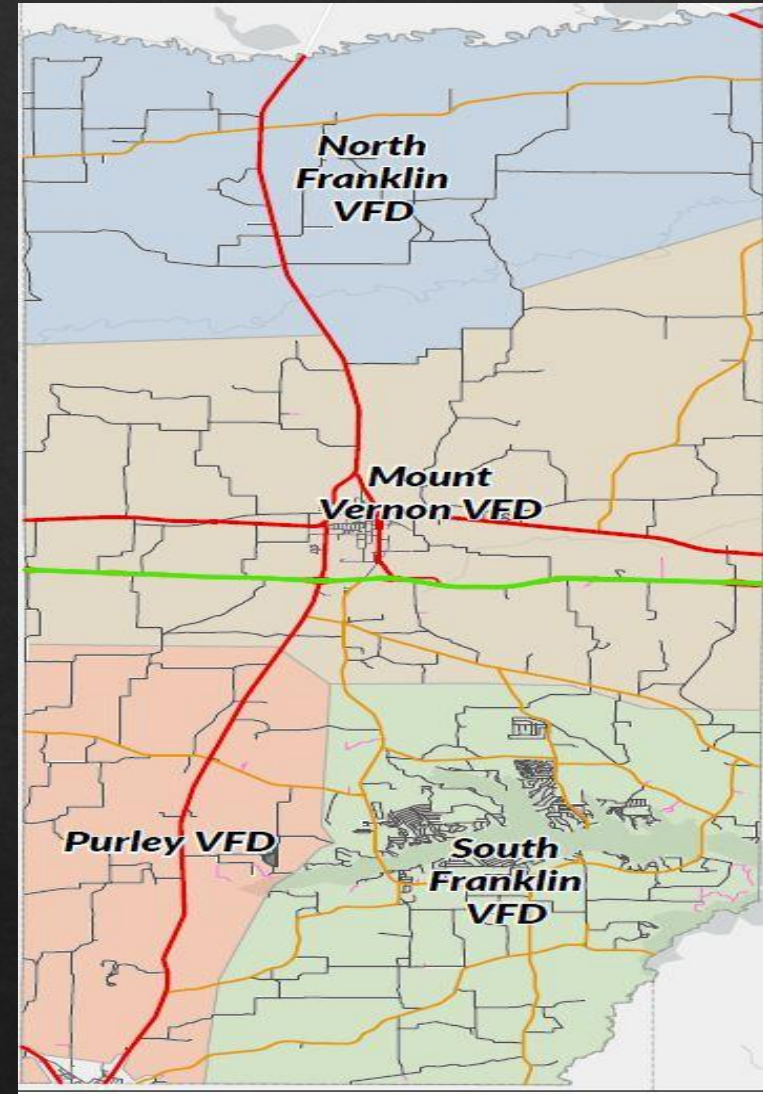 North
Franklin
VFD
Mount
Vernon VFD
Purley VFD
South
Franklin
VFD